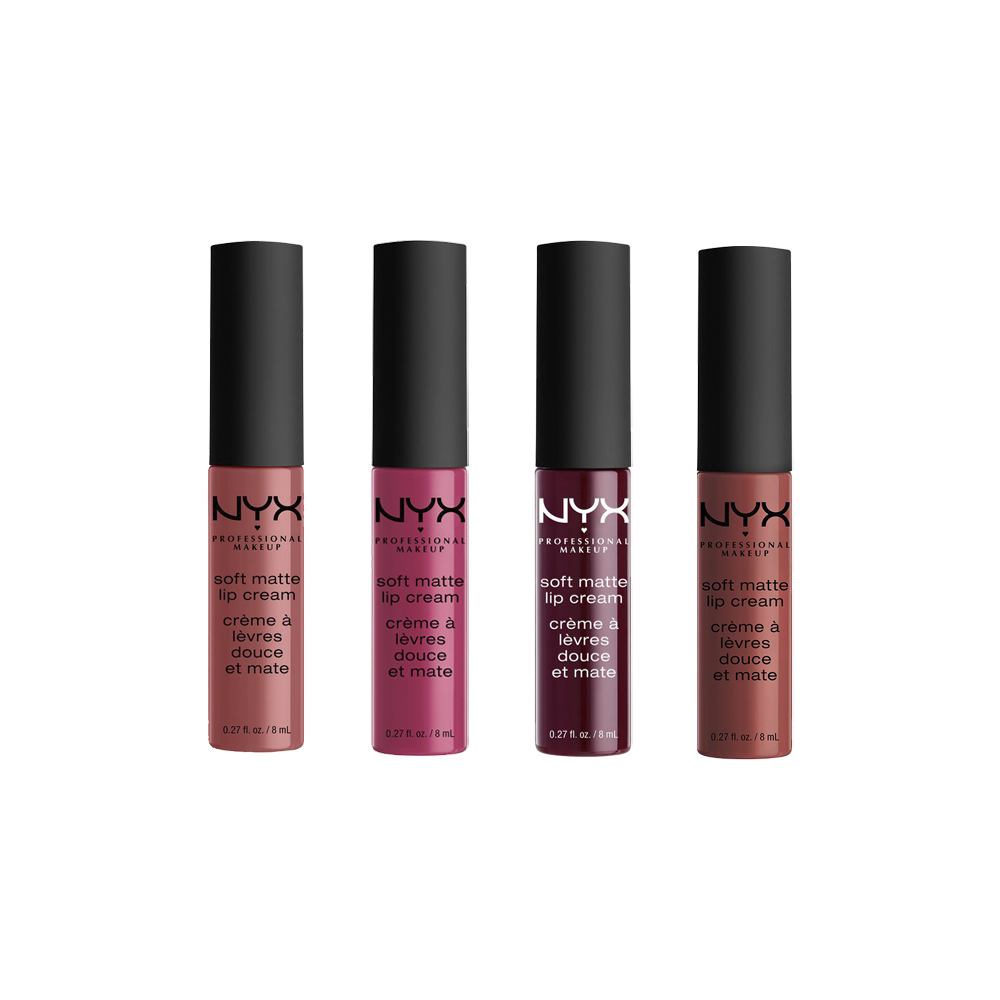 NYX
PROFESSIONAL
MAKEUP
soft matte
lip cream
crème à
lèvres
douce
et mate
0.27 fl. oz. / 8 mL
NYX
PROFESSIONAL
MAKEUP
soft matte
lip cream
crème à
lèvres
douce
et mate
0.27 fl. oz. / 8 mL
NYX
PROFESSIONAL
MAKEUP
soft matte
lip cream
crème à
lèvres
douce
et mate
0.27 fl. oz. / 8 mL
NYX
PROFESSIONAL
MAKEUP
soft matte
lip cream
crème à
lèvres
douce
et mate
0.27 fl. oz. / 8 mL